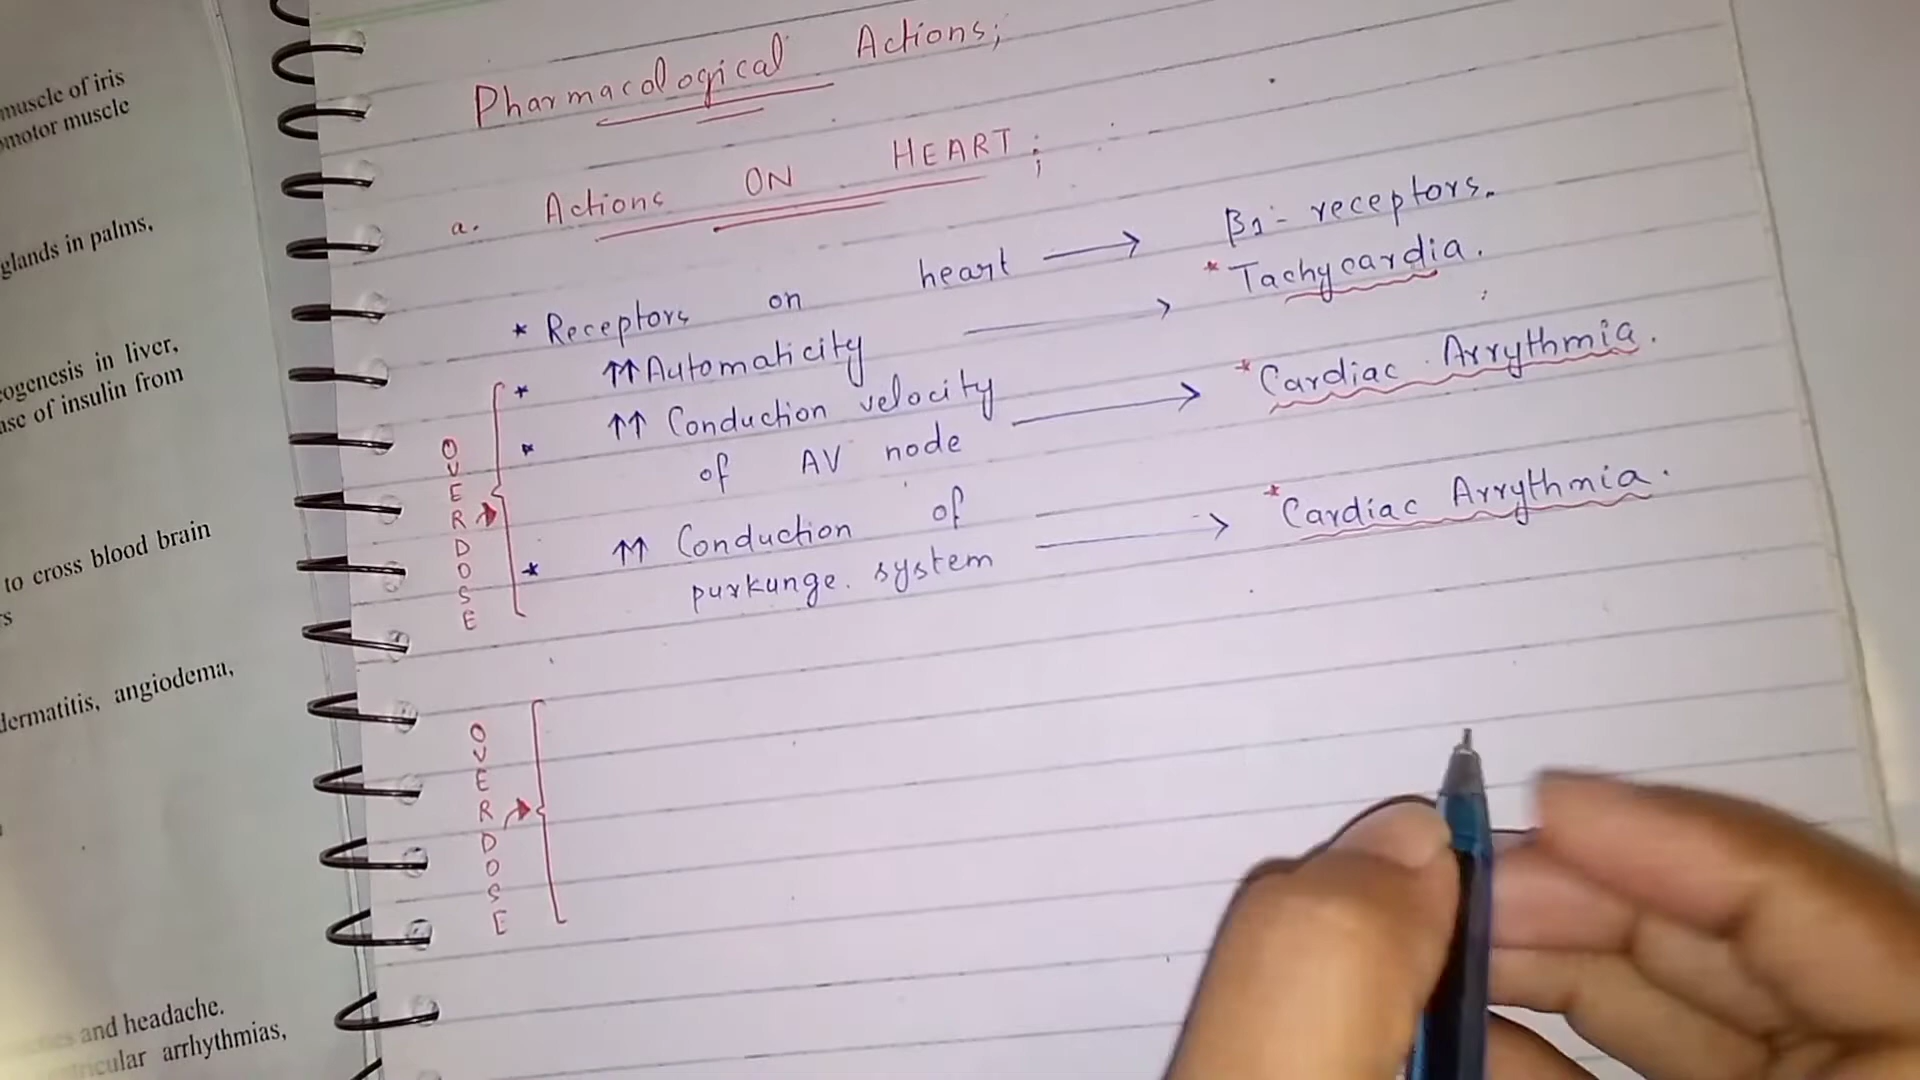 muscle of iris
motor muscle
glands in palms,
ogenesis in liver,
ase of insulin from
to cross blood brain
s
dermatitis, angiodema,
and headache.
ricular arrhythmias,
Pharmacological Actions;
a. Actions ON HEART;
* Receptors on heart → β1- receptors.
* ↑↑ Automaticity → * Tachycardia.
* ↑↑ Conduction velocity
of AV node → * Cardiac Arrythmia.
* ↑↑ Conduction of
purkunge. system → * Cardiac Arrythmia.
OVERDOSE
OVERDOSE